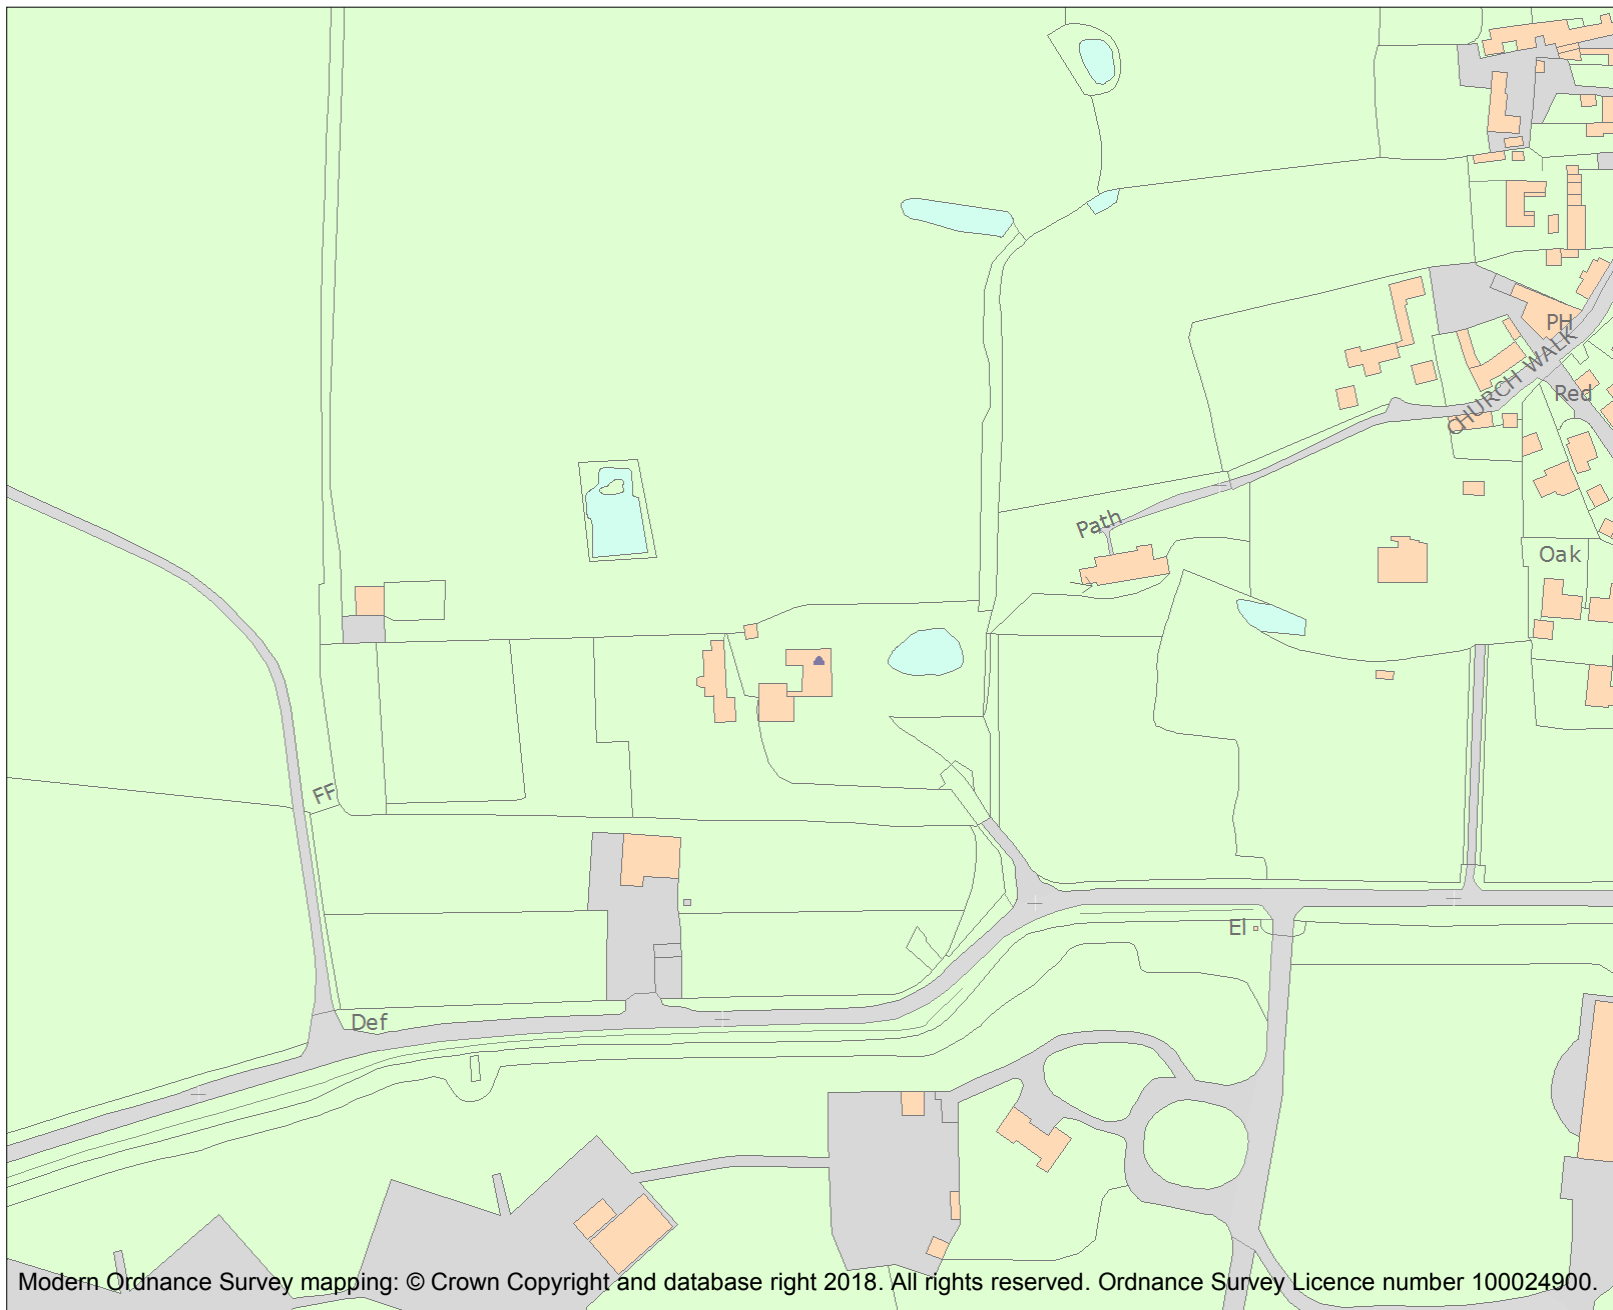 PH
CHURCH WALK
Red
Path
Oak
FF
El
Def
Modern Ordnance Survey mapping: © Crown Copyright and database right 2018. All rights reserved. Ordnance Survey Licence number 100024900.